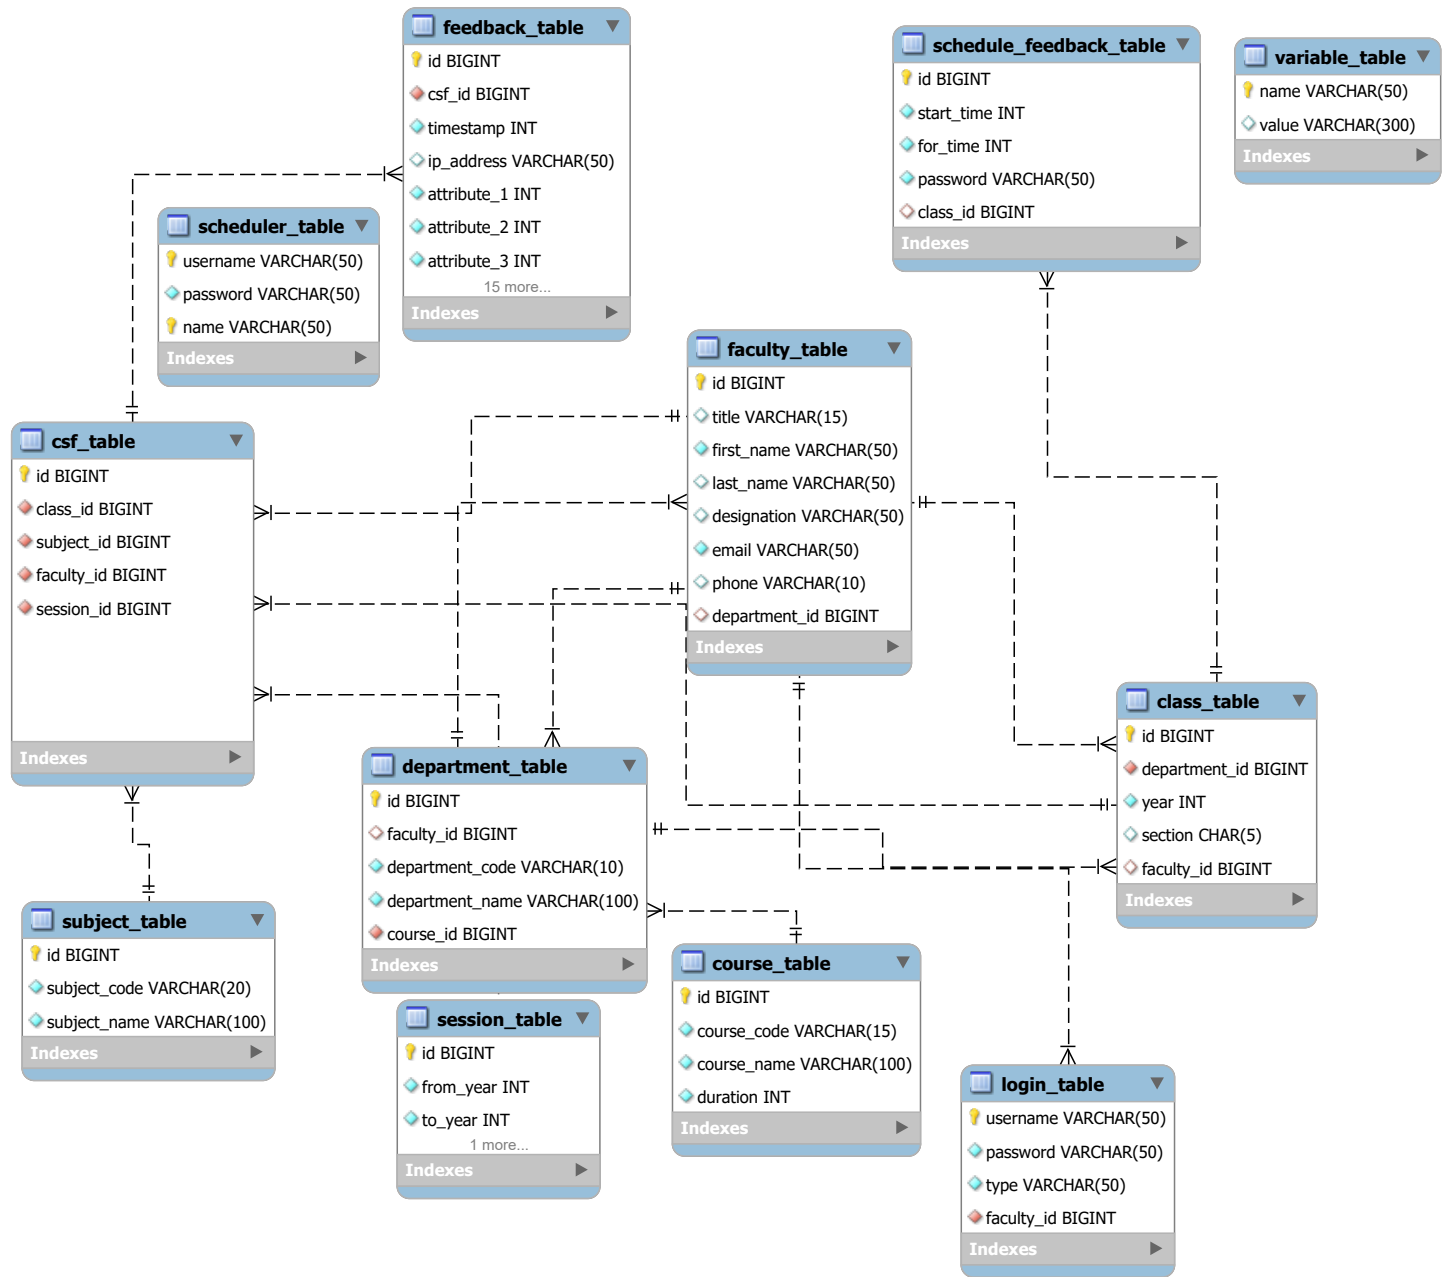 feedback_table
id BIGINT
csf_id BIGINT
timestamp INT
ip_address VARCHAR(50)
attribute_1 INT
attribute_2 INT
attribute_3 INT
15 more...
Indexes
schedule_feedback_table
id BIGINT
start_time INT
for_time INT
password VARCHAR(50)
class_id BIGINT
Indexes
variable_table
name VARCHAR(50)
value VARCHAR(300)
Indexes
scheduler_table
username VARCHAR(50)
password VARCHAR(50)
name VARCHAR(50)
Indexes
faculty_table
id BIGINT
title VARCHAR(15)
first_name VARCHAR(50)
last_name VARCHAR(50)
designation VARCHAR(50)
email VARCHAR(50)
phone VARCHAR(10)
department_id BIGINT
Indexes
csf_table
id BIGINT
class_id BIGINT
subject_id BIGINT
faculty_id BIGINT
session_id BIGINT
Indexes
class_table
id BIGINT
department_id BIGINT
year INT
section CHAR(5)
faculty_id BIGINT
Indexes
department_table
id BIGINT
faculty_id BIGINT
department_code VARCHAR(10)
department_name VARCHAR(100)
course_id BIGINT
Indexes
subject_table
id BIGINT
subject_code VARCHAR(20)
subject_name VARCHAR(100)
Indexes
course_table
id BIGINT
course_code VARCHAR(15)
course_name VARCHAR(100)
duration INT
Indexes
session_table
id BIGINT
from_year INT
to_year INT
1 more...
Indexes
login_table
username VARCHAR(50)
password VARCHAR(50)
type VARCHAR(50)
faculty_id BIGINT
Indexes